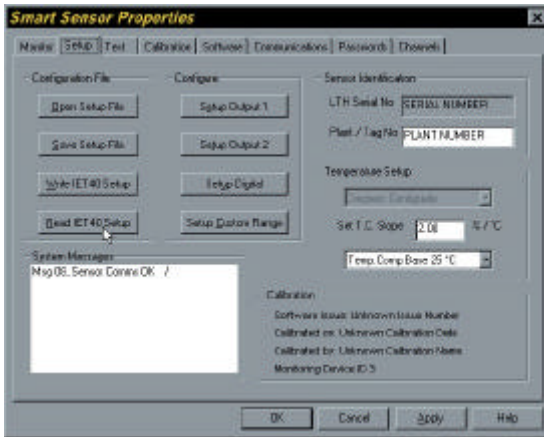 Smart Sensor Properties
Monitor Setup Test Calibration Software Communications Passwords Channels
Configuration File
Open Setup File
Save Setup File
Write IET40 Setup
Read IET40 Setup
Configure
Setup Output 1
Setup Output 2
Setup Digital
Setup Custom Range
Sensor Identification
LTH Serial No SERIAL NUMBER
Plant / Tag No PLANT NUMBER
Temperature Setup
Degrees Centigrade
Set T.C. Slope 2.00 % / °C
Temp. Comp Base 25 °C
System Messages
Msg 08. Sensor Comms OK /
Calibration
Software Issue: Unknown Issue Number
Calibrated on: Unknown Calibration Date
Calibrated by: Unknown Calibration Name
Monitoring Device ID 3
OK Cancel Apply Help